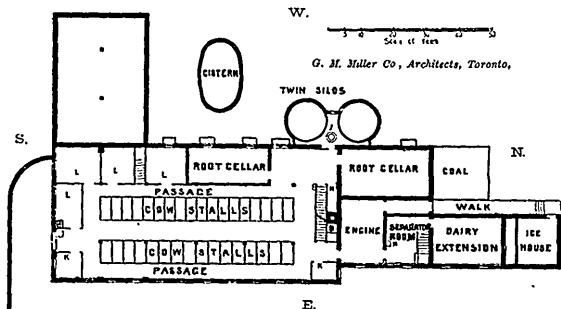 W.
Scale of feet
G. M. Miller Co, Architects, Toronto,
CISTERN
TWIN SILOS
S.
N.
L
L
L
ROOT CELLAR
ROOT CELLAR
COAL
PASSAGE
L
H
WALK
COW STALLS
ENGINE
SEPARATOR ROOM
DAIRY EXTENSION
ICE HOUSE
COW STALLS
K
K
PASSAGE
E.